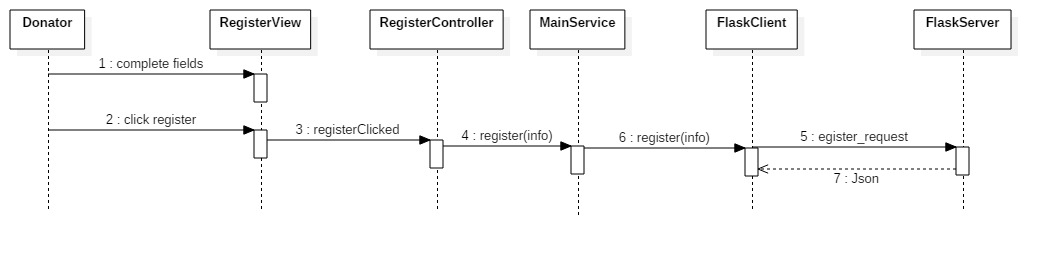 Donator
RegisterView
RegisterController
MainService
FlaskClient
FlaskServer
1 : complete fields
2 : click register
3 : registerClicked
4 : register(info)
6 : register(info)
5 : egister_request
7 : Json